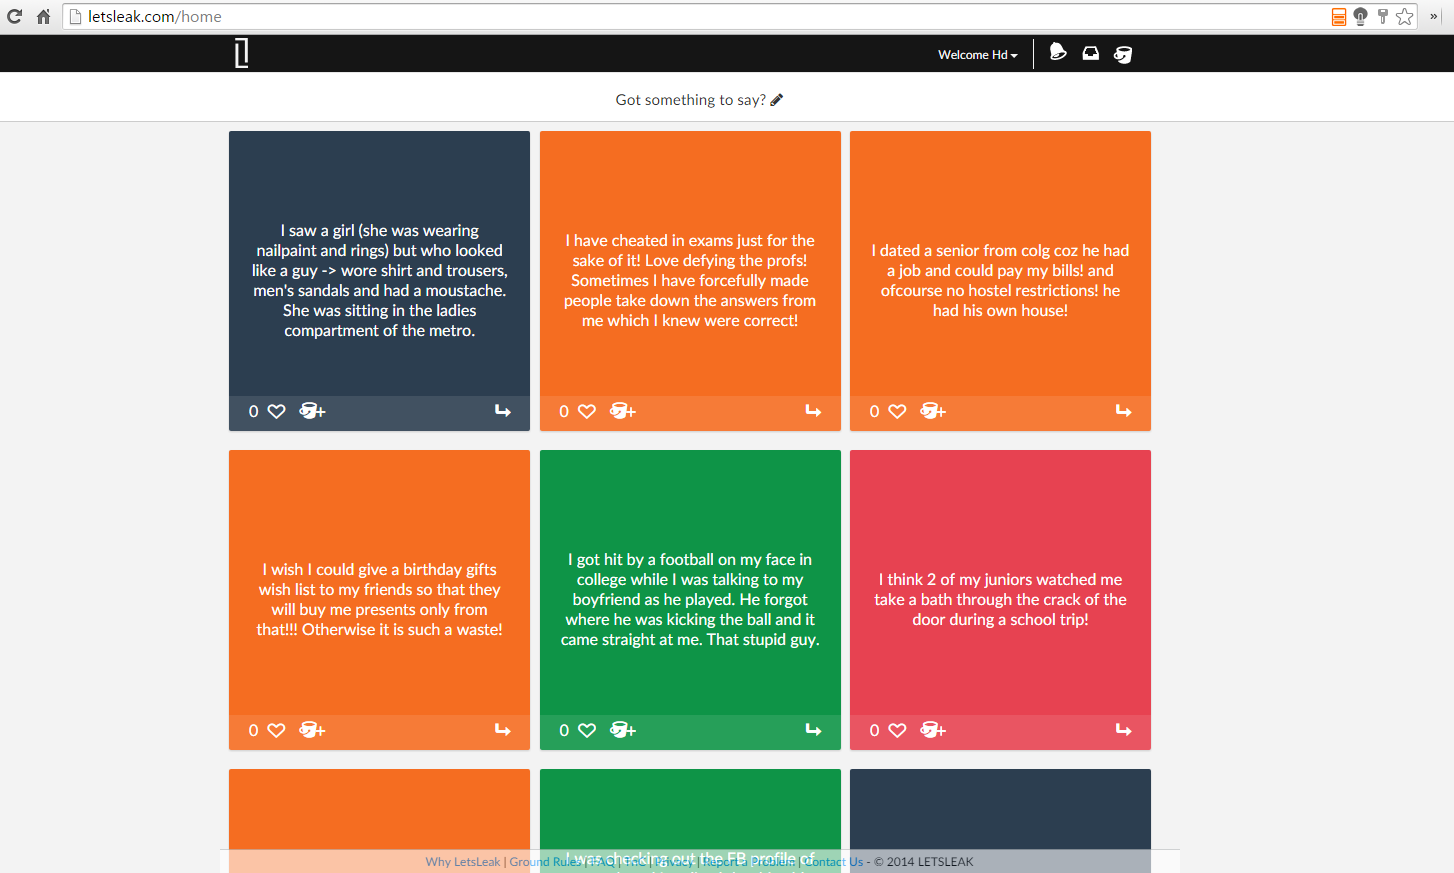 letsleak.com/home
»
Welcome Hd
Got something to say?
I saw a girl (she was wearing
nailpaint and rings) but who looked
like a guy -> wore shirt and trousers,
men's sandals and had a moustache.
She was sitting in the ladies
compartment of the metro.
0
+
I have cheated in exams just for the
sake of it! Love defying the profs!
Sometimes I have forcefully made
people take down the answers from
me which I knew were correct!
0
+
I dated a senior from colg coz he had
a job and could pay my bills! and
ofcourse no hostel restrictions! he
had his own house!
0
+
I wish I could give a birthday gifts
wish list to my friends so that they
will buy me presents only from
that!!! Otherwise it is such a waste!
0
+
I got hit by a football on my face in
college while I was talking to my
boyfriend as he played. He forgot
where he was kicking the ball and it
came straight at me. That stupid guy.
0
+
I think 2 of my juniors watched me
take a bath through the crack of the
door during a school trip!
0
+
I was checking out the FB profile of
Why LetsLeak | Ground Rules | FAQ | TnC | Privacy | Report a Problem | Contact Us - © 2014 LETSLEAK